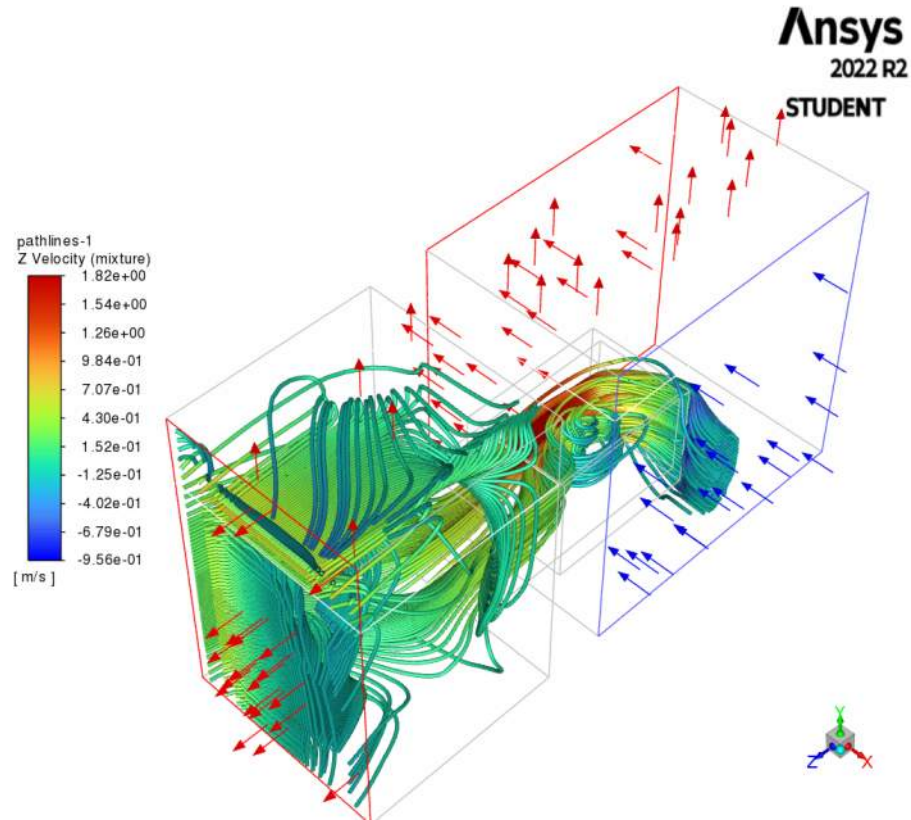 Ansys
2022 R2
STUDENT
pathlines-1
Z Velocity (mixture)
1.82e+00
1.54e+00
1.26e+00
9.84e-01
7.07e-01
4.30e-01
1.52e-01
-1.25e-01
-4.02e-01
-6.79e-01
-9.56e-01
[ m/s ]
Y
Z
X